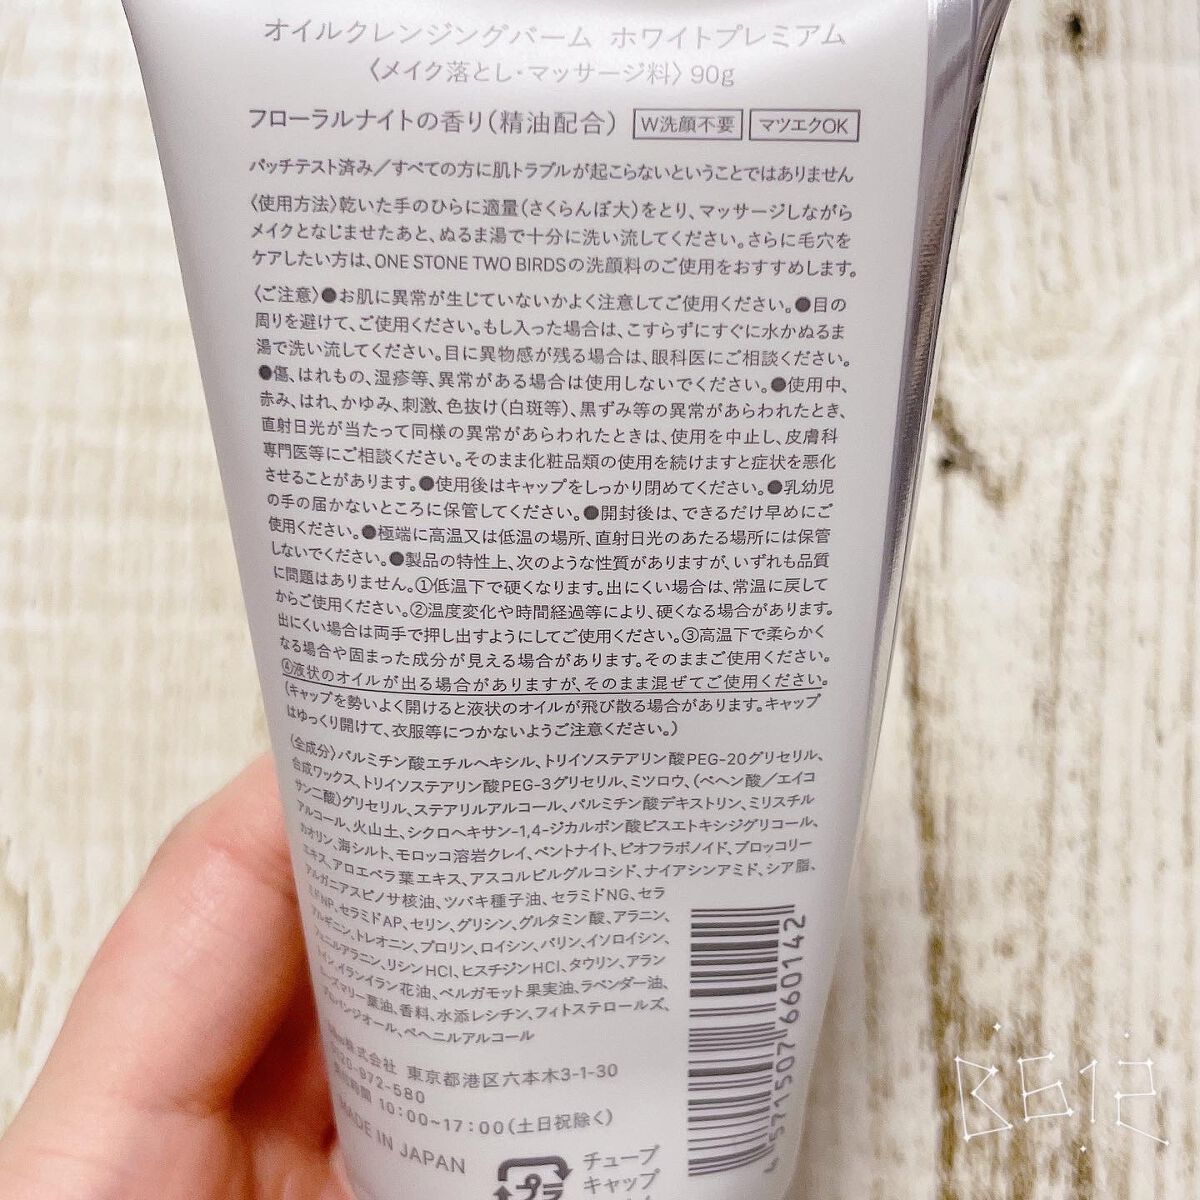 オイルクレンジングバーム ホワイトプレミアム
〈メイク落とし・マッサージ料〉90g
フローラルナイトの香り(精油配合) W洗顔不要 マツエクOK
パッチテスト済み/すべての方に肌トラブルが起こらないということではありません
〈使用方法〉乾いた手のひらに適量(さくらんぼ大)をとり、マッサージしながら
メイクとなじませたあと、ぬるま湯で十分に洗い流してください。さらに毛穴を
ケアしたい方は、ONE STONE TWO BIRDSの洗顔料のご使用をおすすめします。
〈ご注意〉●お肌に異常が生じていないかよく注意してご使用ください。●目の
周りを避けて、ご使用ください。もし入った場合は、こすらずにすぐに水かぬるま
湯で洗い流してください。目に異物感が残る場合は、眼科医にご相談ください。
●傷、はれもの、湿疹等、異常がある場合は使用しないでください。●使用中、
赤み、はれ、かゆみ、刺激、色抜け(白斑等)、黒ずみ等の異常があらわれたとき、
直射日光が当たって同様の異常があらわれたときは、使用を中止し、皮膚科
専門医等にご相談ください。そのまま化粧品類の使用を続けますと症状を悪化
させることがあります。●使用後はキャップをしっかり閉めてください。●乳幼児
の手の届かないところに保管してください。●開封後は、できるだけ早めにご
使用ください。●極端に高温又は低温の場所、直射日光のあたる場所には保管
しないでください。●製品の特性上、次のような性質がありますが、いずれも品質
に問題はありません。①低温下で硬くなります。出にくい場合は、常温に戻して
からご使用ください。②温度変化や時間経過等により、硬くなる場合があります。
出にくい場合は両手で押し出すようにしてご使用ください。③高温下で柔らかく
なる場合や固まった成分が見える場合があります。そのままご使用ください。
④液状のオイルが出る場合がありますが、そのまま混ぜてご使用ください。
(キャップを勢いよく開けると液状のオイルが飛び散る場合があります。キャップ
はゆっくり開けて、衣服等につかないようご注意ください。)
〈全成分〉パルミチン酸エチルヘキシル、トリイソステアリン酸PEG-20グリセリル、
合成ワックス、トリイソステアリン酸PEG-3グリセリル、ミツロウ、(ベヘン酸/エイコ
サン二酸)グリセリル、ステアリルアルコール、パルミチン酸デキストリン、ミリスチル
アルコール、火山土、シクロヘキサン-1,4-ジカルボン酸ビスエトキシジグリコール、
カオリン、海シルト、モロッコ溶岩クレイ、ベントナイト、ビオフラボノイド、ブロッコリー
エキス、アロエベラ葉エキス、アスコルビルグルコシド、ナイアシンアミド、シア脂、
アルガニアスピノサ核油、ツバキ種子油、セラミドNG、セラ
ミドNP、セラミドAP、セリン、グリシン、グルタミン酸、アラニン、
アルギニン、トレオニン、プロリン、ロイシン、バリン、イソロイシン、
フェニルアラニン、リシンHCl、ヒスチジンHCl、タウリン、アラン
トイン、イランイラン花油、ベルガモット果実油、ラベンダー油、
ローズマリー葉油、香料、水添レシチン、フィトステロールズ、
ジオール、ベヘニルアルコール
株式会社 東京都港区六本木3-1-30
-972-580
10:00~17:00(土日祝除く)
MADE IN JAPAN
プラ
チューブ
キャップ
4571507660142
B612